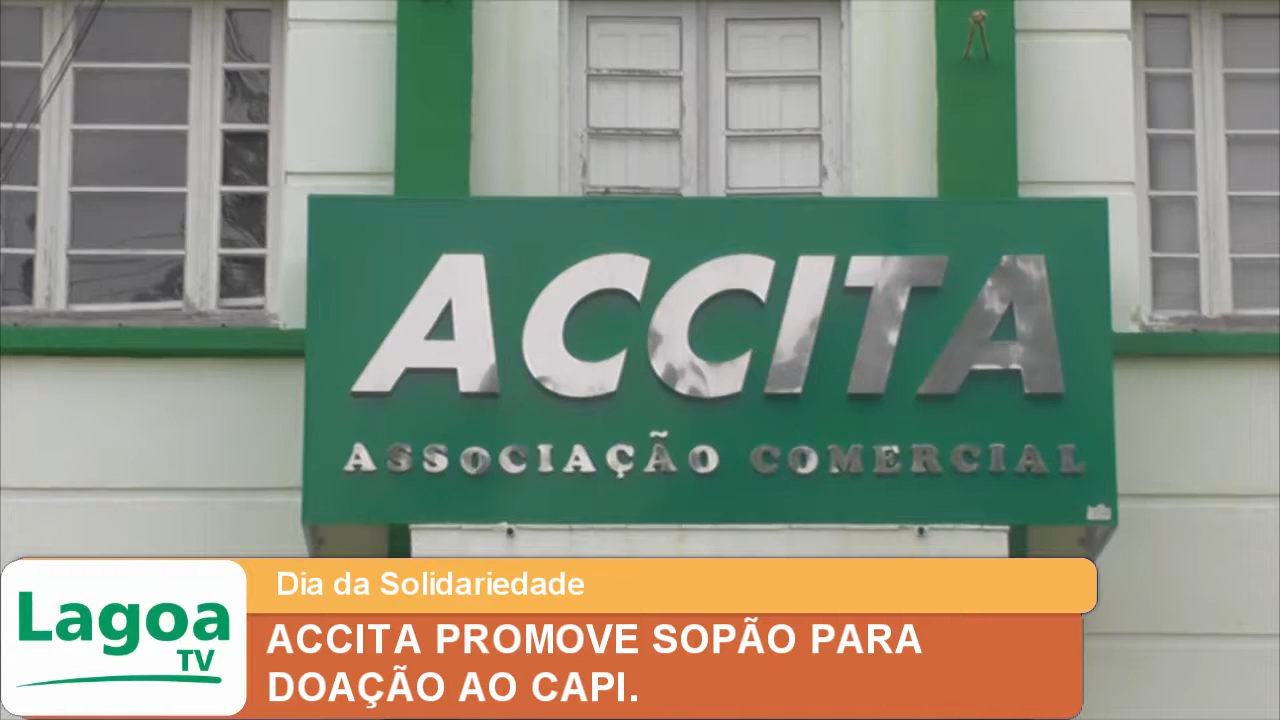 ACCITA
ASSOCIAÇÃO COMERCIAL
Dia da Solidariedade
Lagoa
TV
ACCITA PROMOVE SOPÃO PARA
DOAÇÃO AO CAPI.